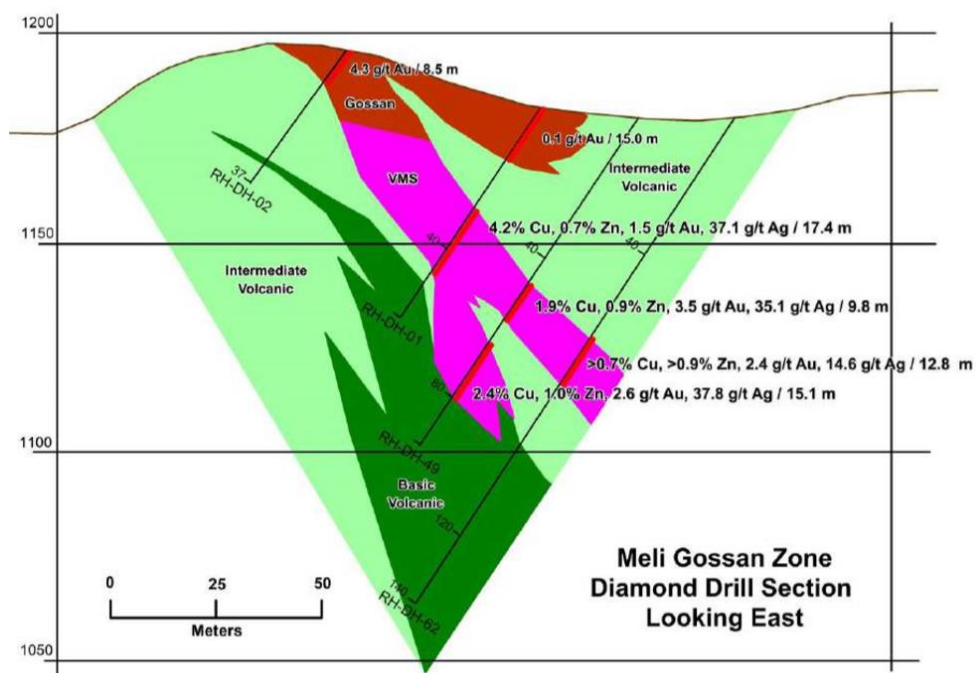 1200
4.3 g/t Au / 8.5 m
Gossan
0.1 g/t Au / 15.0 m
VMS
Intermediate
Volcanic
37
RH-DH-02
4.2% Cu, 0.7% Zn, 1.5 g/t Au, 37.1 g/t Ag / 17.4 m
1150
40
40
40
Intermediate
Volcanic
1.9% Cu, 0.9% Zn, 3.5 g/t Au, 35.1 g/t Ag / 9.8 m
RH-DH-01
>0.7% Cu, >0.9% Zn, 2.4 g/t Au, 14.6 g/t Ag / 12.8 m
80
2.4% Cu, 1.0% Zn, 2.6 g/t Au, 37.8 g/t Ag / 15.1 m
RH-DH-49
1100
Basic
Volcanic
120
140
RH-DH-62
0 25 50
Meters
Meli Gossan Zone
Diamond Drill Section
Looking East
1050